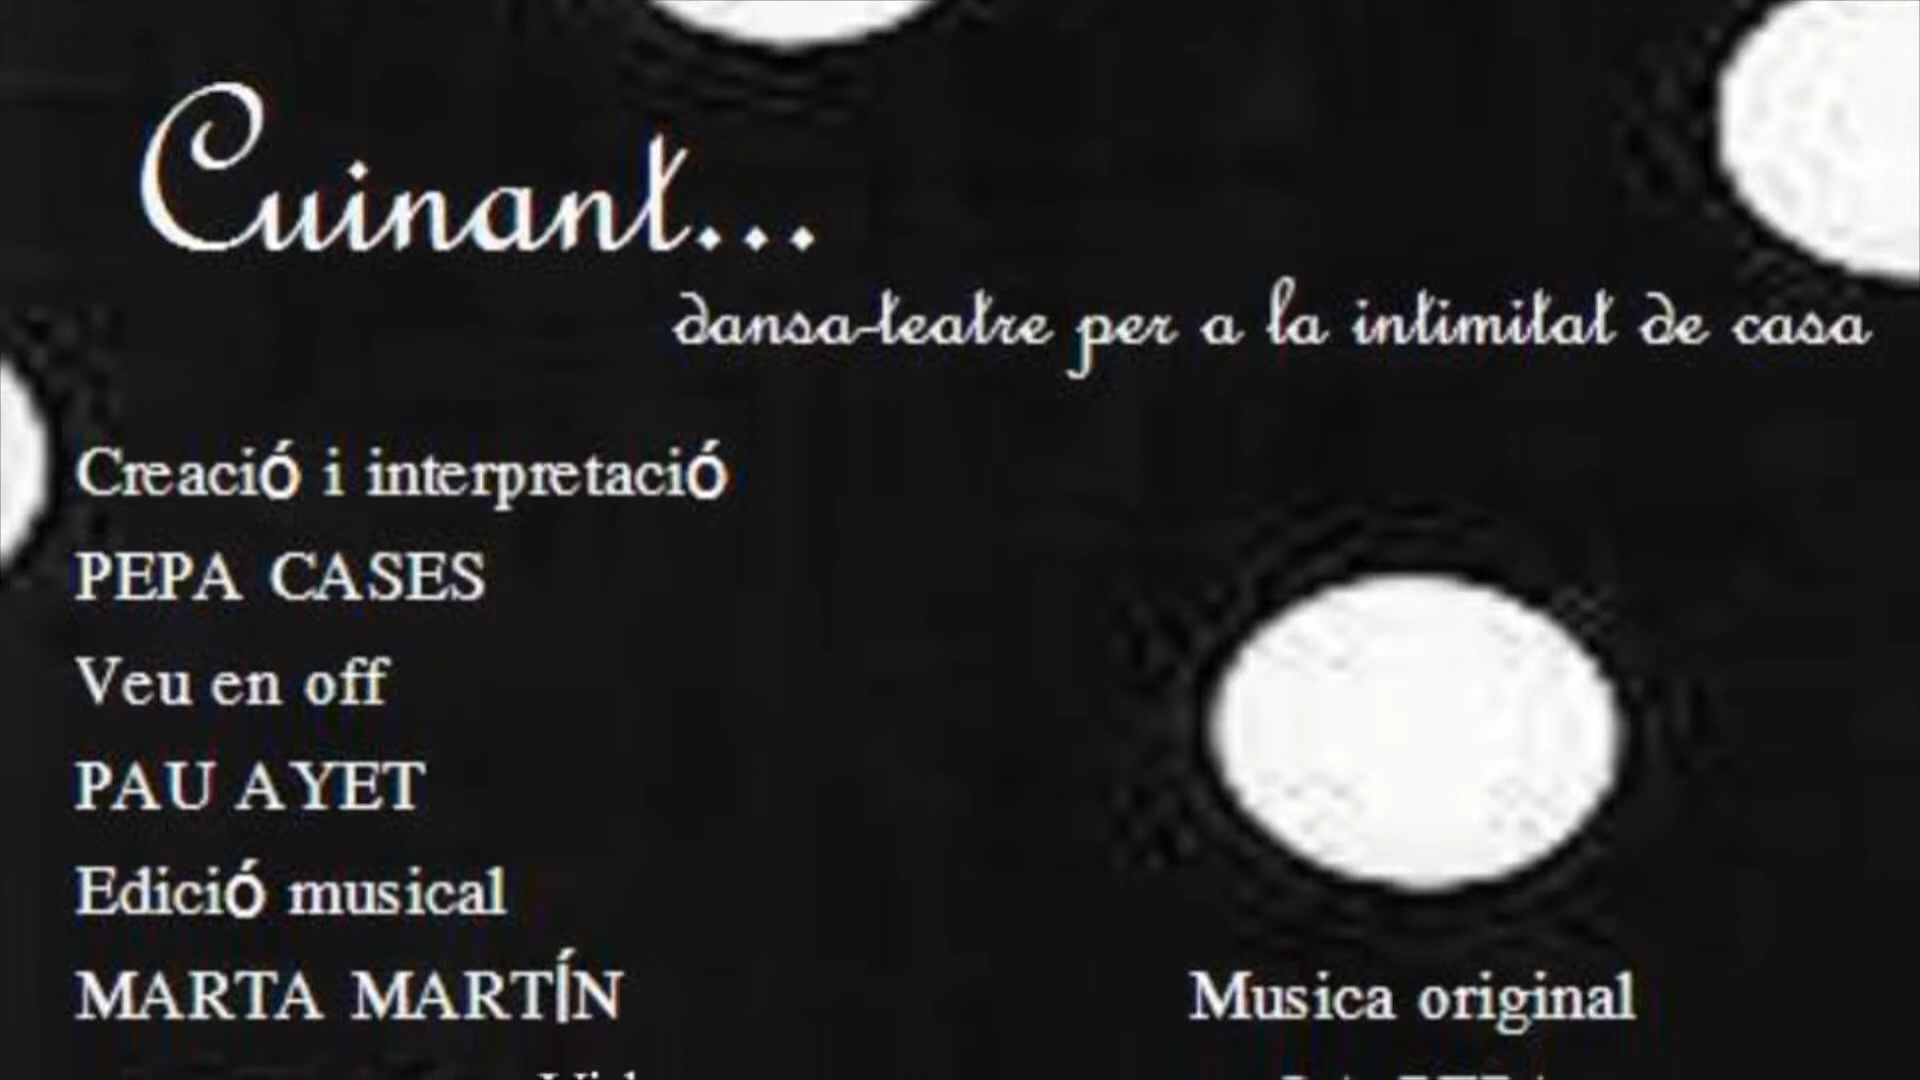 Cuinant...
dansa-teatre per a la intimitat de casa
Creació i interpretació
PEPA CASES
Veu en off
PAU AYET
Edició musical
MARTA MARTÍN
Musica original